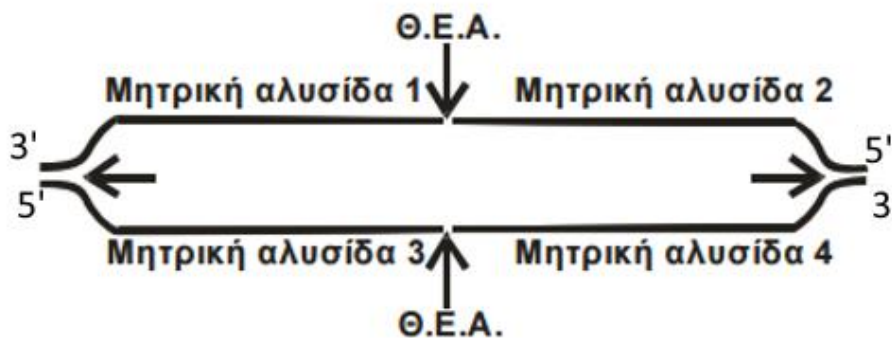 Θ.Ε.Α.
Μητρική αλυσίδα 1 Μητρική αλυσίδα 2
3' 5'
5' 3
Μητρική αλυσίδα 3 Μητρική αλυσίδα 4
Θ.Ε.Α.